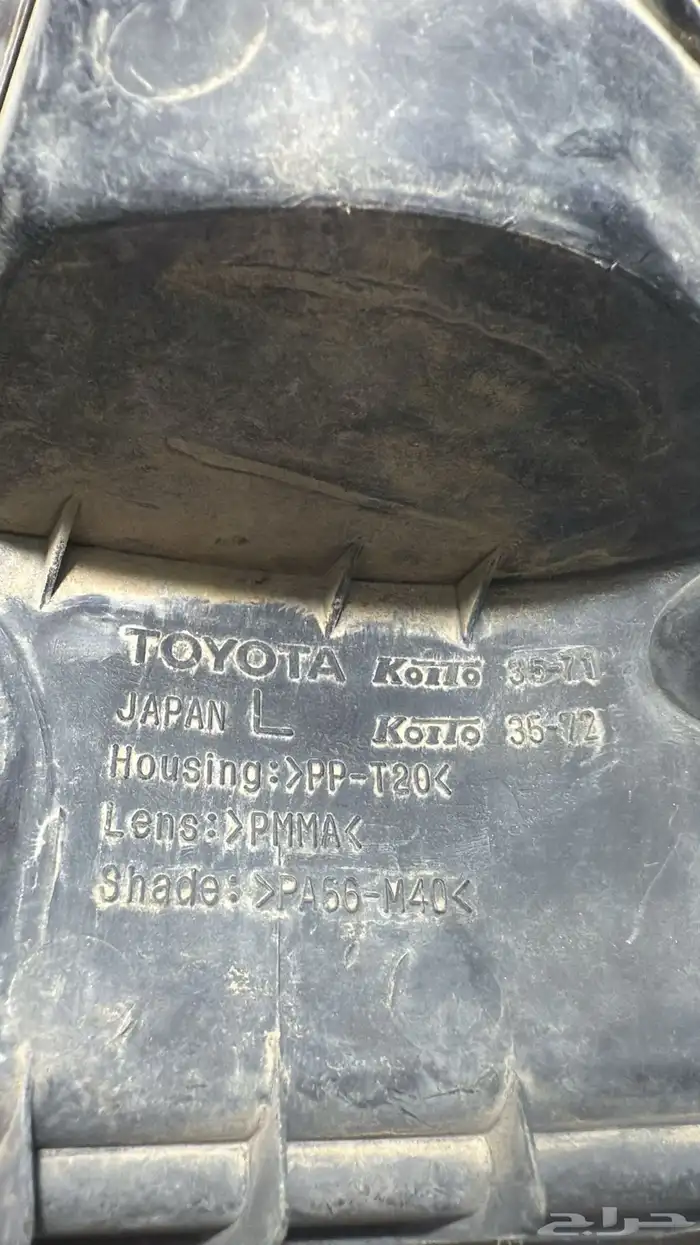 TOYOTA KOITO 35-71
JAPAN L KOITO 35-72
Housing:>PP-T20<
Lens:>PMMA<
Shade:>PA66-M40<
حراج